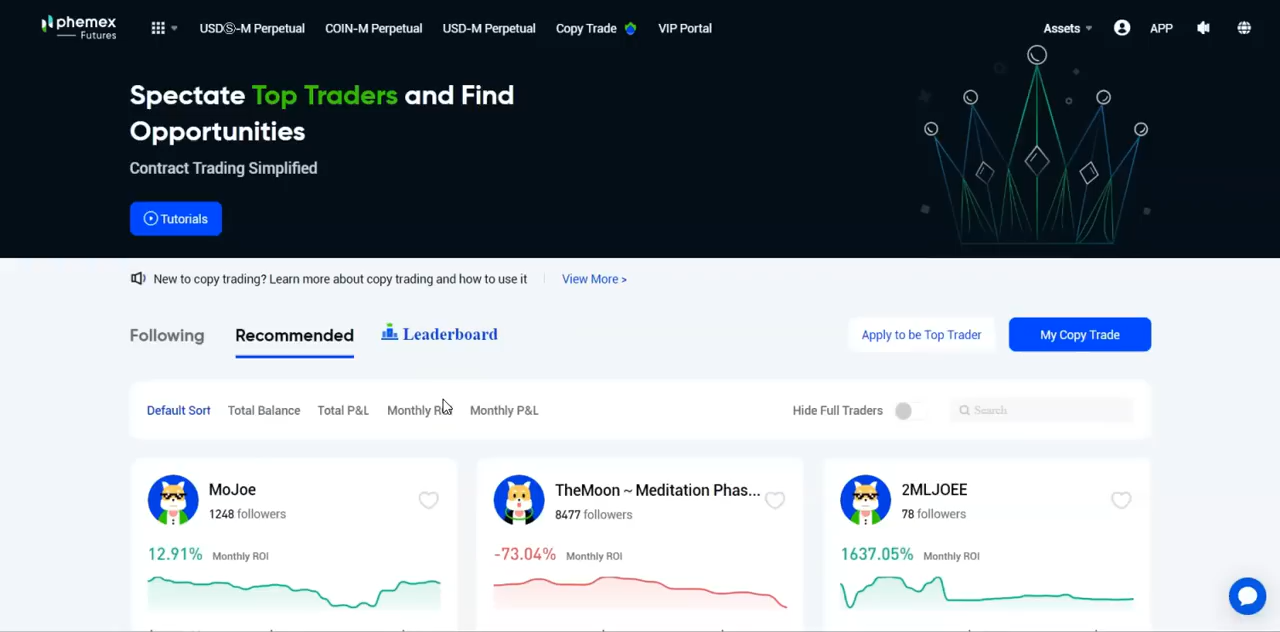 phemex
Futures
USDⓈ-M Perpetual
COIN-M Perpetual
USD-M Perpetual
Copy Trade
VIP Portal
Assets
APP
Spectate Top Traders and Find
Opportunities
Contract Trading Simplified
Tutorials
New to copy trading? Learn more about copy trading and how to use it
View More >
Following
Recommended
Leaderboard
Apply to be Top Trader
My Copy Trade
Default Sort
Total Balance
Total P&L
Monthly
Monthly P&L
Hide Full Traders
Search
MoJoe
1248 followers
12.91% Monthly ROI
TheMoon ~ Meditation Phas...
8477 followers
-73.04% Monthly ROI
2MLJOEE
78 followers
1637.05% Monthly ROI